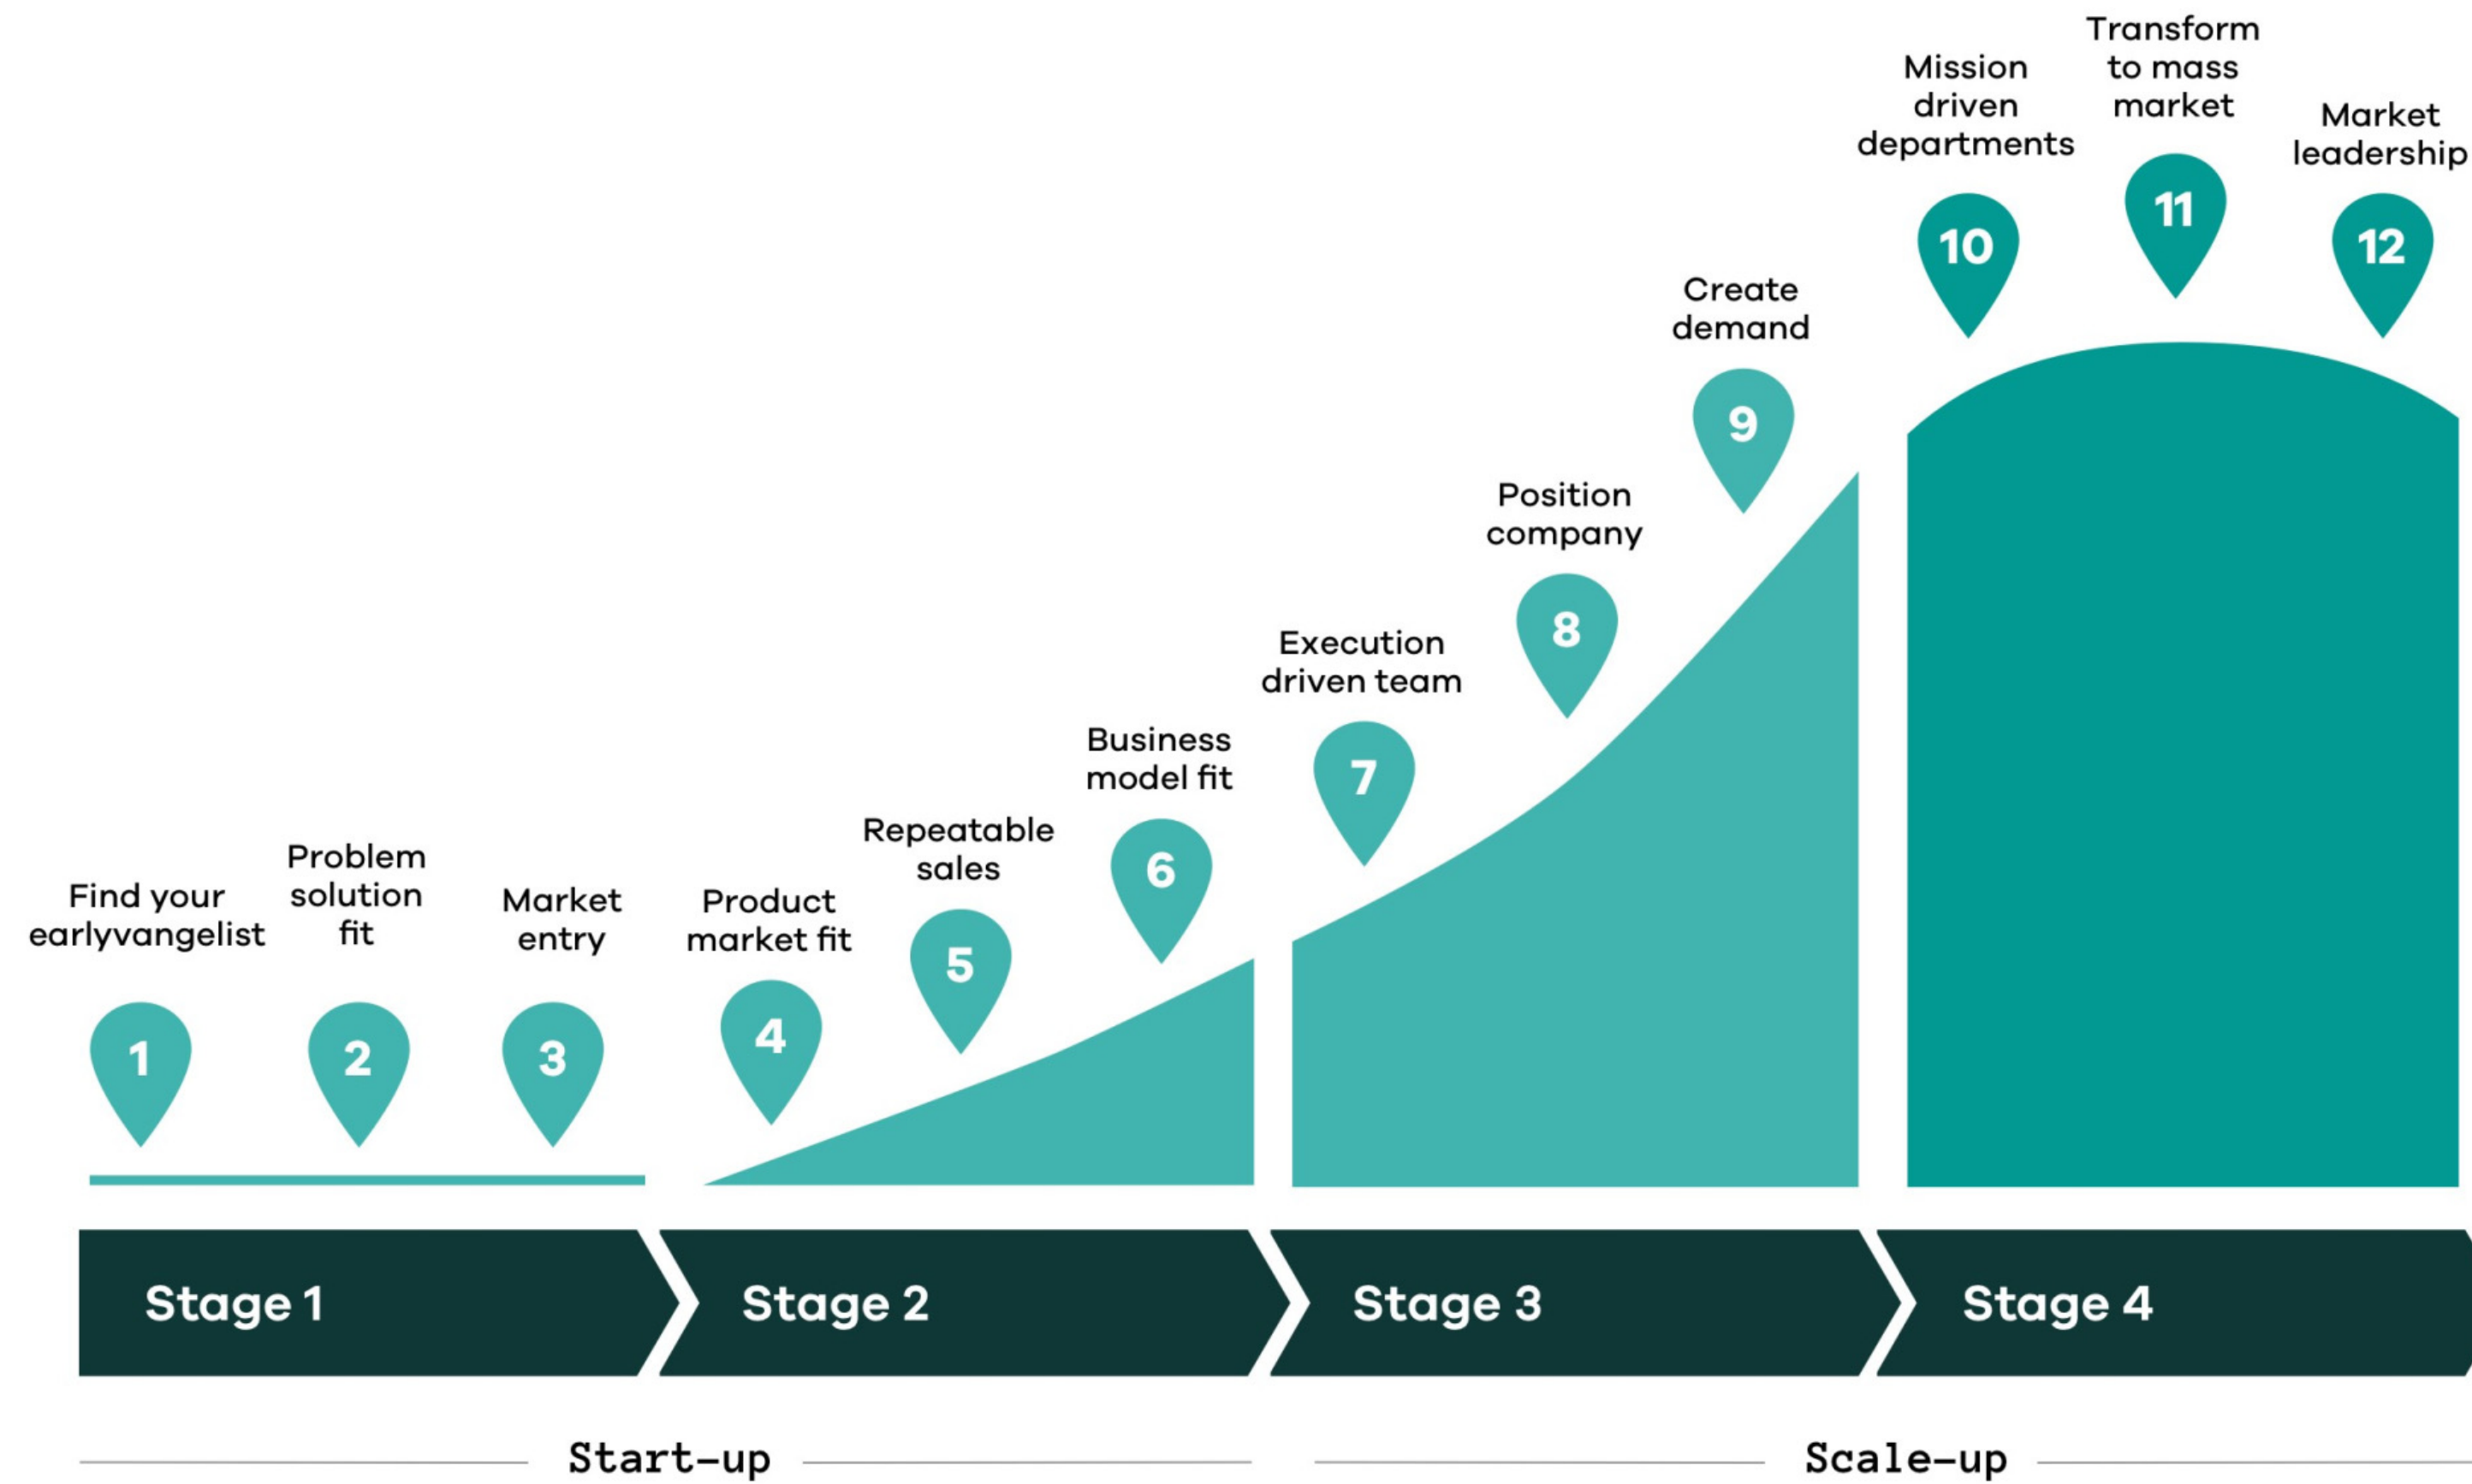 Find your
earlyvangelist
1
Problem
solution
fit
2
Market
entry
3
Product
market fit
4
Repeatable
sales
5
Business
model fit
6
Execution
driven team
7
Position
company
8
Create
demand
9
Mission
driven
departments
10
Transform
to mass
market
11
Market
leadership
12
Stage 1
Stage 2
Stage 3
Stage 4
Start-up
Scale-up